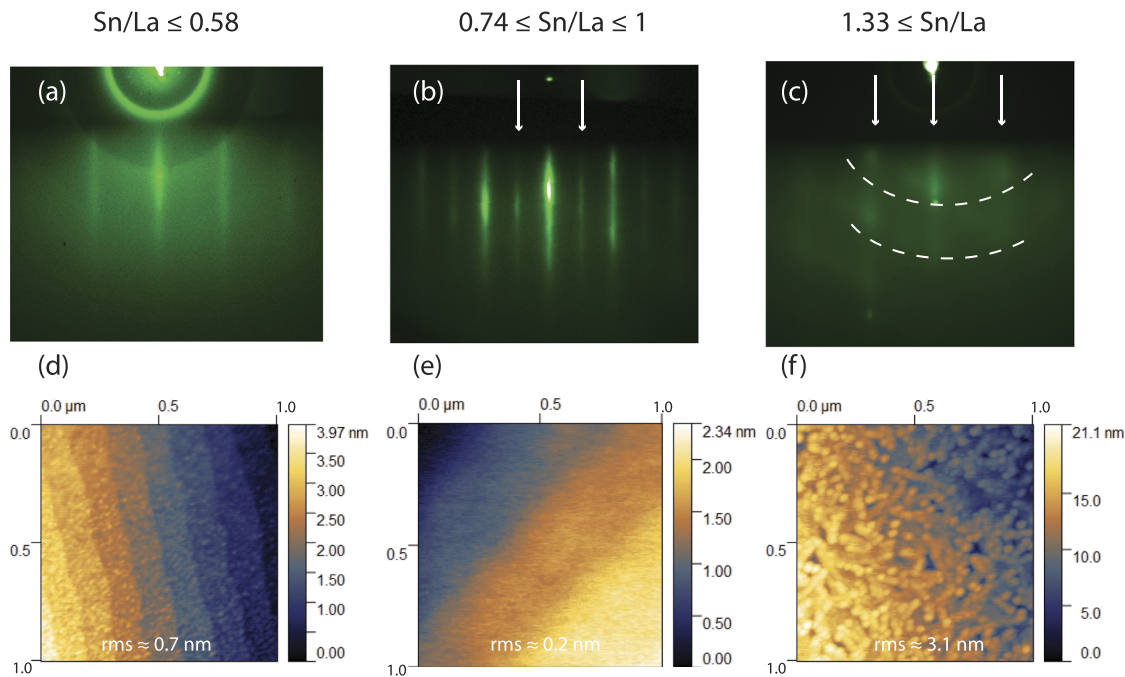 Sn/La ≤ 0.58
0.74 ≤ Sn/La ≤ 1
1.33 ≤ Sn/La
(a)
(b)
(c)
(d)
(e)
(f)
0.0 µm
0.5
1.0
0.0
0.5
1.0
3.97 nm
3.50
3.00
2.50
2.00
1.50
1.00
0.50
0.00
rms ≈ 0.7 nm
0.0 µm
0.5
1.0
0.0
0.5
1.0
2.34 nm
2.00
1.50
1.00
0.50
0.00
rms ≈ 0.2 nm
0.0 µm
0.5
1.0
0.0
0.5
1.0
21.1 nm
15.0
10.0
5.0
0.0
rms ≈ 3.1 nm